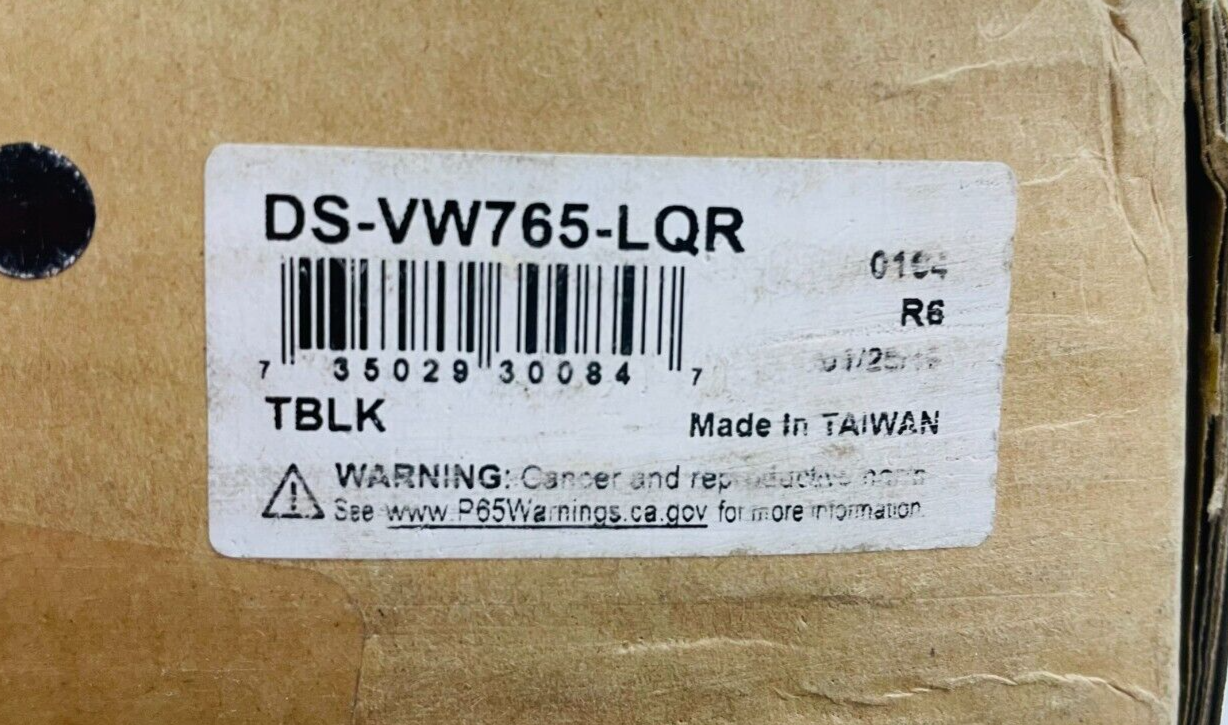 DS-VW765-LQR
R6
7 35029 30084 7
TBLK
Made In TAIWAN
WARNING: Cancer and reproductive
See www.P65Warnings.ca.gov for more information